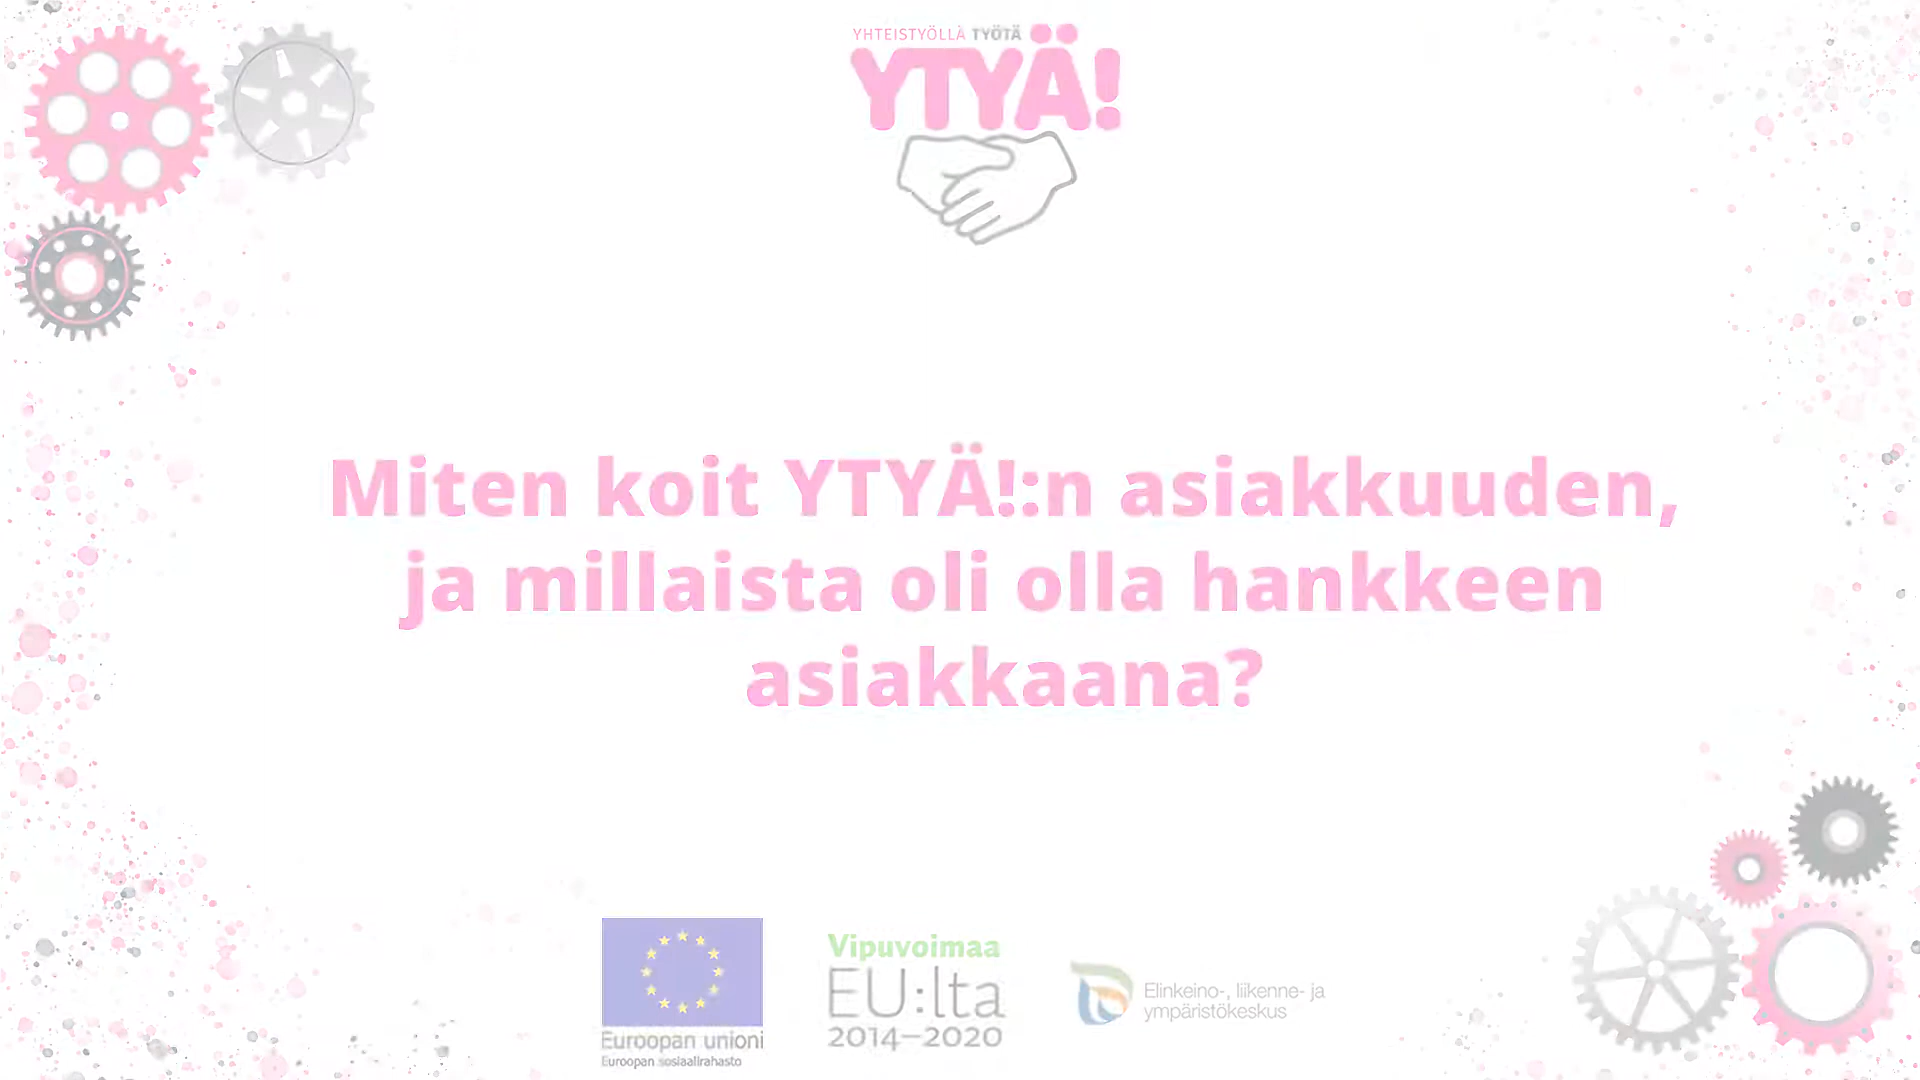 YHTEISTYÖLLÄ TYÖTÄ
YTYÄ!
Miten koit YTYÄ!:n asiakkuuden,
ja millaista oli olla hankkeen
asiakkaana?
Euroopan unioni
Euroopan sosiaalirahasto
Vipuvoimaa
EU:lta
2014–2020
Elinkeino-, liikenne- ja
ympäristökeskus